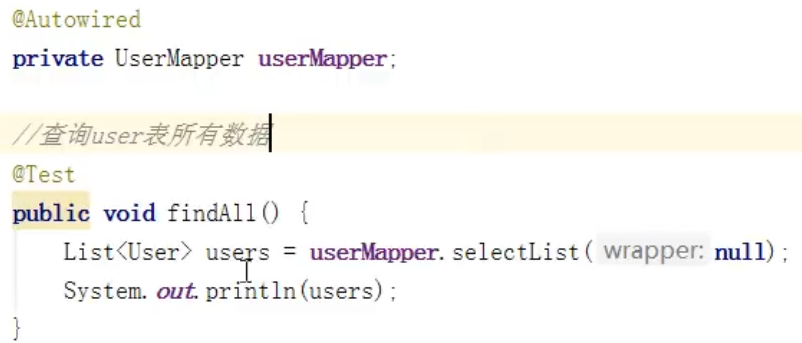 @Autowired
private UserMapper userMapper;
//查询user表所有数据
@Test
public void findAll() {
List<User> users = userMapper.selectList( wrapper: null);
System.out.println(users);
}